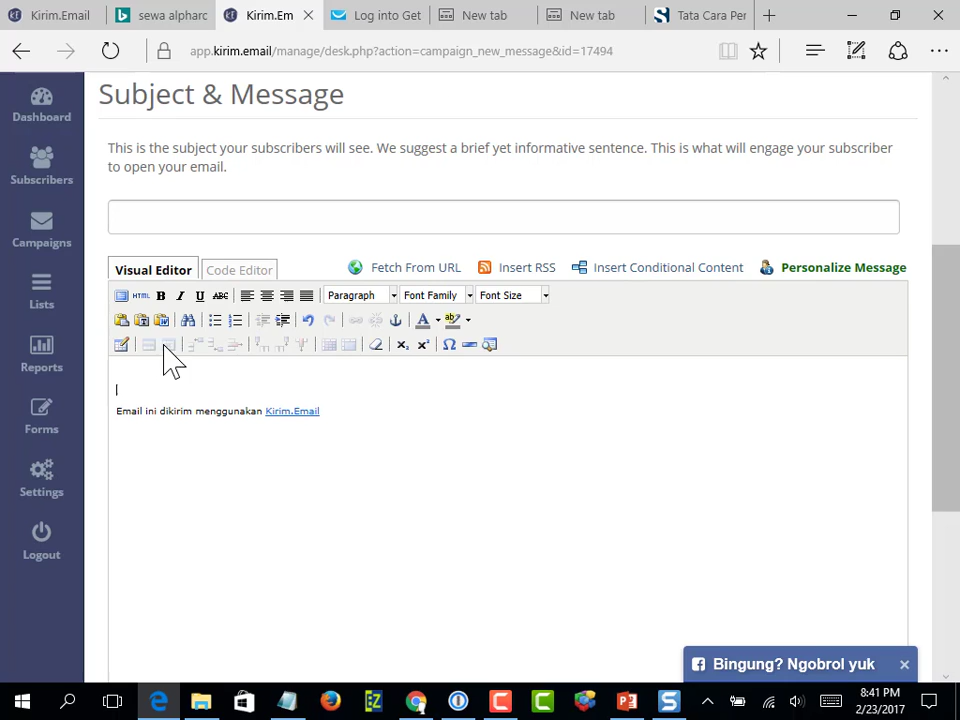 Kirim.Email
sewa alpharc
Kirim.Em
Log into Get
New tab
New tab
Tata Cara Per
app.kirim.email/manage/desk.php?action=campaign_new_message&id=17494
Dashboard
Subscribers
Campaigns
Lists
Reports
Forms
Settings
Logout
Subject & Message
This is the subject your subscribers will see. We suggest a brief yet informative sentence. This is what will engage your subscriber
to open your email.
Visual Editor
Code Editor
Fetch From URL
Insert RSS
Insert Conditional Content
Personalize Message
HTML B I U ABC Paragraph Font Family Font Size
Email ini dikirim menggunakan Kirim.Email
Bingung? Ngobrol yuk
8:41 PM
2/23/2017